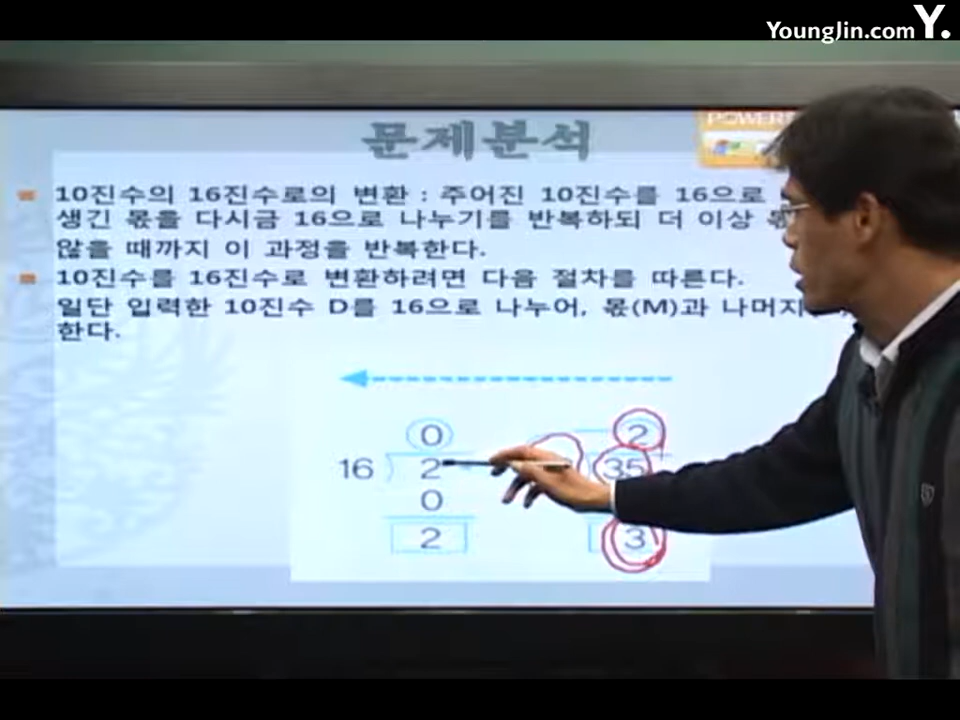 YoungJin.com Y.
POWERE
문제분석
10진수의 16진수로의 변환 : 주어진 10진수를 16으로
생긴 몫을 다시금 16으로 나누기를 반복하되 더 이상
않을 때까지 이 과정을 반복한다.
10진수를 16진수로 변환하려면 다음 절차를 따른다.
일단 입력한 10진수 D를 16으로 나누어, 몫(M)과 나머지
한다.
0 2
16 2 35
0
2 3